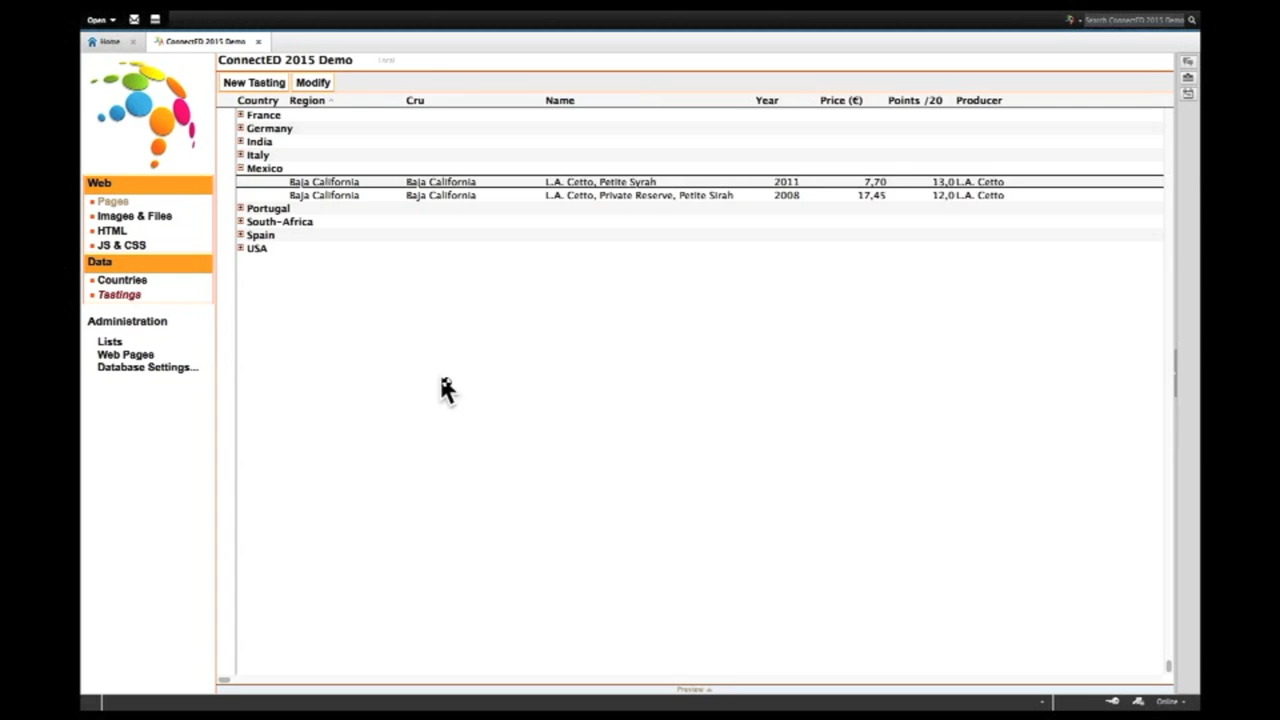 Open
Search ConnectED 2015 Demo
Home
ConnectED 2015 Demo
ConnectED 2015 Demo
Local
New Tasting Modify
Country Region Cru Name Year Price (€) Points /20 Producer
France
Germany
India
Italy
Mexico
Baja California Baja California L.A. Cetto, Petite Syrah 2011 7,70 13,0 L.A. Cetto
Baja California Baja California L.A. Cetto, Private Reserve, Petite Sirah 2008 17,45 12,0 L.A. Cetto
Portugal
South-Africa
Spain
USA
Web
Pages
Images & Files
HTML
JS & CSS
Data
Countries
Tastings
Administration
Lists
Web Pages
Database Settings...
Preview
Online